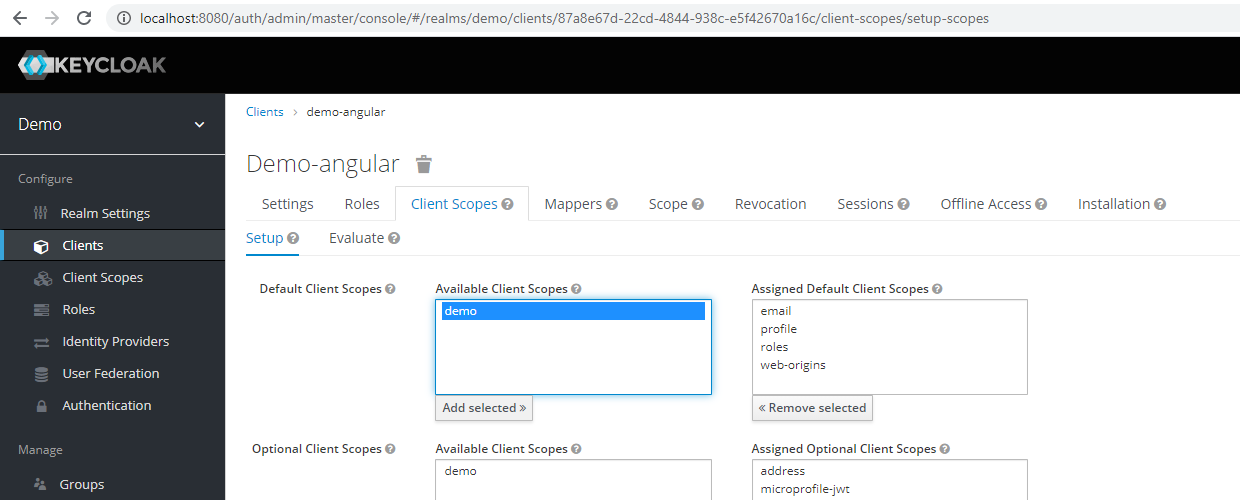 localhost:8080/auth/admin/master/console/#/realms/demo/clients/87a8e67d-22cd-4844-938c-e5f42670a16c/client-scopes/setup-scopes
KEYCLOAK
Demo
Configure
Realm Settings
Clients
Client Scopes
Roles
Identity Providers
User Federation
Authentication
Manage
Groups
Clients > demo-angular
Demo-angular
Settings Roles Client Scopes ? Mappers ? Scope ? Revocation Sessions ? Offline Access ? Installation ?
Setup ? Evaluate ?
Default Client Scopes ? Available Client Scopes ? Assigned Default Client Scopes ?
demo email
profile
roles
web-origins
Add selected » « Remove selected
Optional Client Scopes ? Available Client Scopes ? Assigned Optional Client Scopes ?
demo address
microprofile-jwt